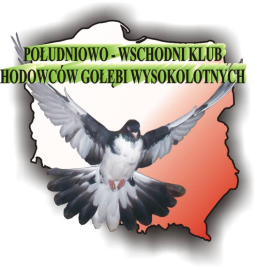 POŁUDNIOWO - WSCHODNI KLUB
HODOWCÓW GOŁĘBI WYSOKOLOTNYCH